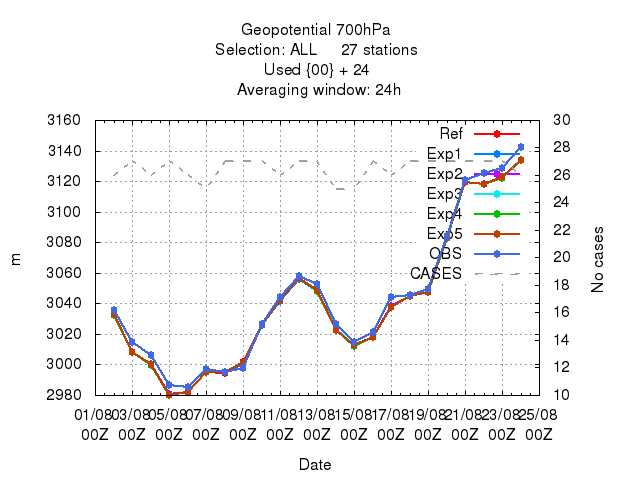 Geopotential 700hPa
Selection: ALL 27 stations
Used {00} + 24
Averaging window: 24h
3160
3140
3120
3100
3080
3060
3040
3020
3000
2980
m
30
28
26
24
22
20
18
16
14
12
10
No cases
Ref
Exp1
Exp2
Exp3
Exp4
Exp5
OBS
CASES
01/08 03/08 05/08 07/08 09/08 11/08 13/08 15/08 17/08 19/08 21/08 23/08 25/08
00Z 00Z 00Z 00Z 00Z 00Z 00Z 00Z 00Z 00Z 00Z 00Z 00Z
Date